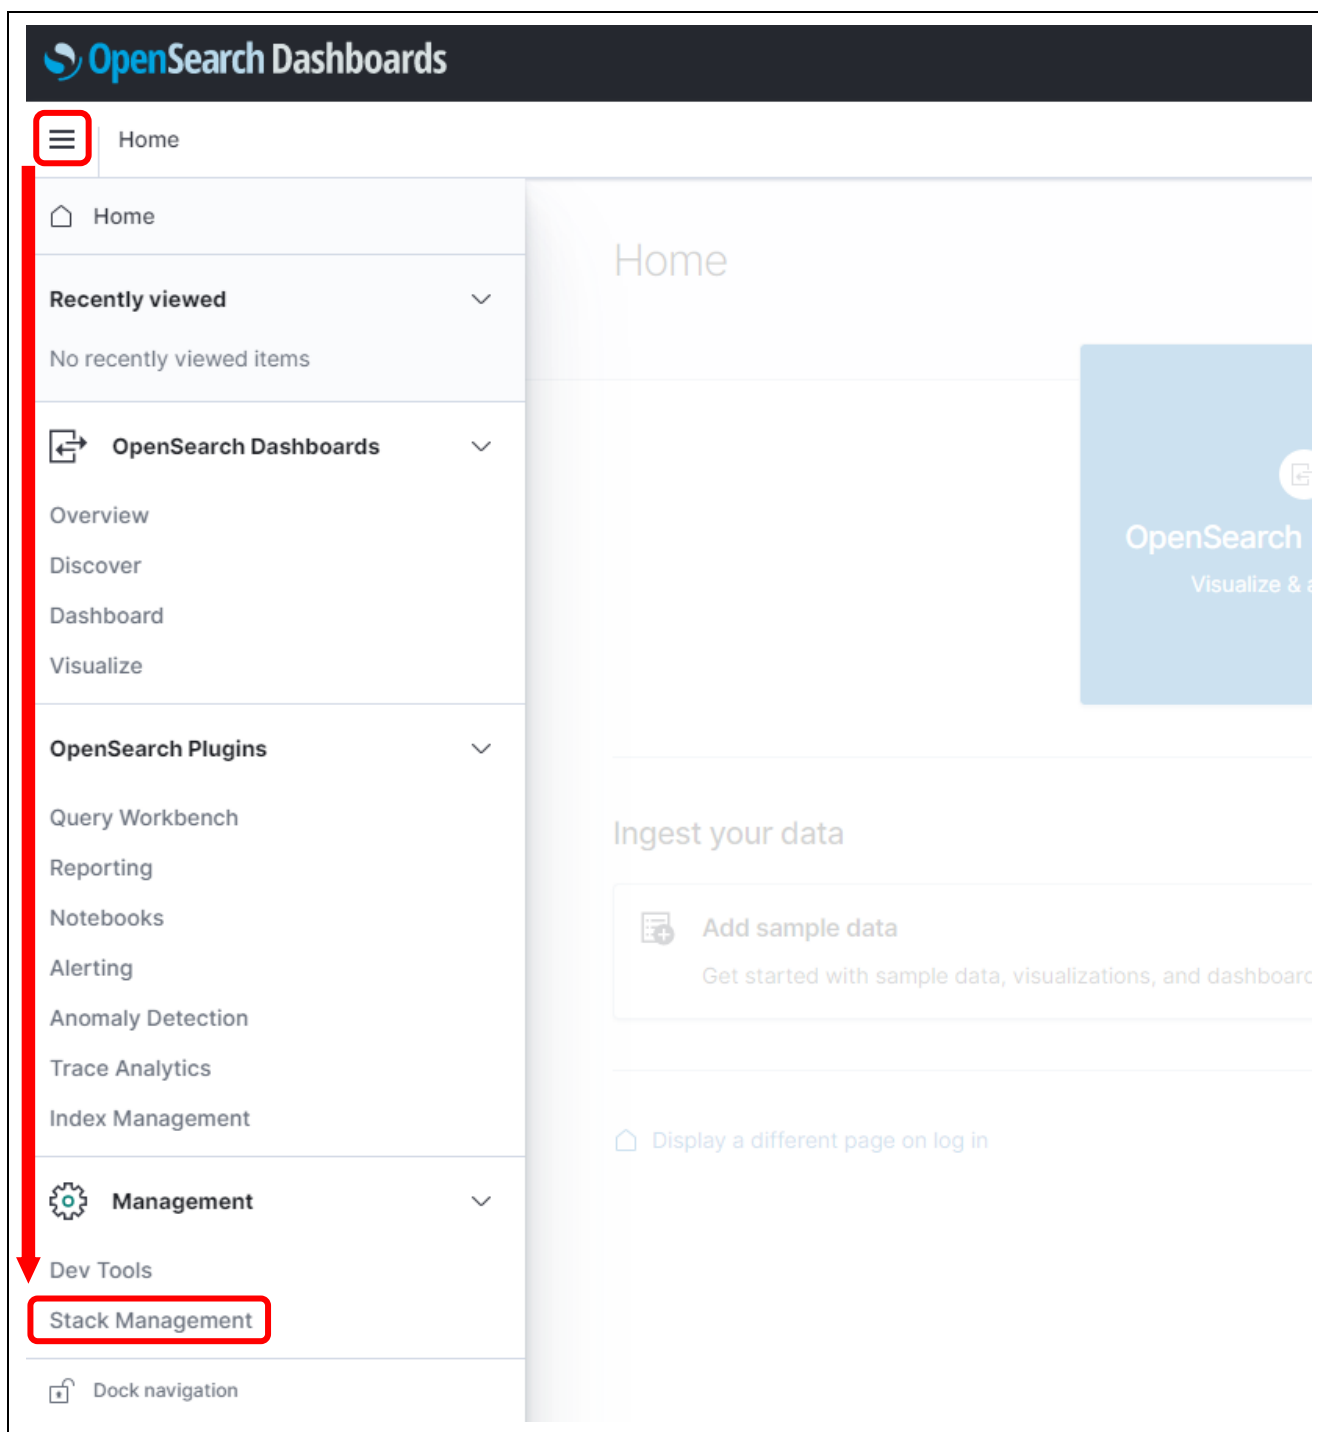 OpenSearch Dashboards
Home
Home
Recently viewed
No recently viewed items
OpenSearch Dashboards
Overview
Discover
Dashboard
Visualize
OpenSearch Plugins
Query Workbench
Reporting
Notebooks
Alerting
Anomaly Detection
Trace Analytics
Index Management
Management
Dev Tools
Stack Management
Dock navigation
Home
OpenSearch
Visualize &
Ingest your data
Add sample data
Get started with sample data, visualizations, and dashboard
Display a different page on log in